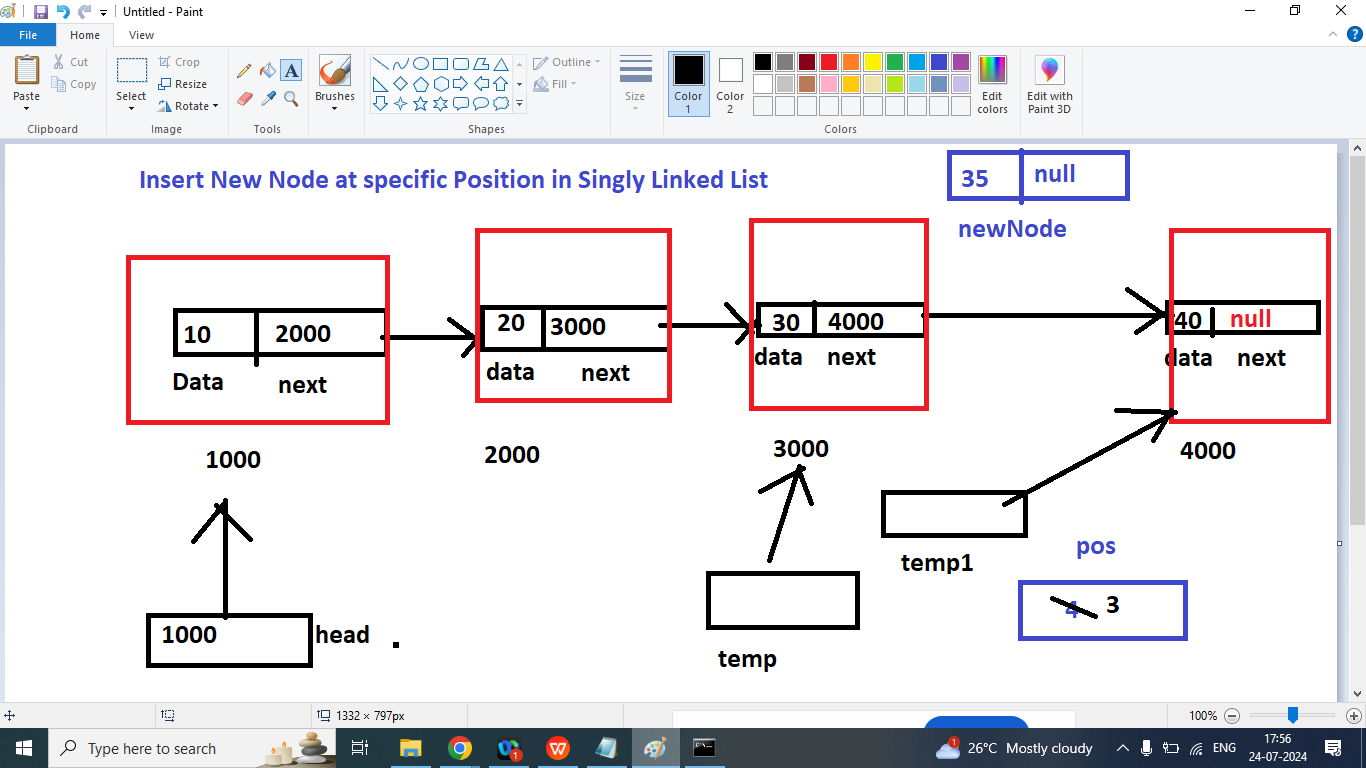 Untitled - Paint
File Home View
Paste
Cut
Copy
Clipboard
Select
Crop
Resize
Rotate
Image
A
Tools
Brushes
Outline
Fill
Shapes
Size
Color 1
Color 2
Edit colors
Edit with Paint 3D
Colors
Insert New Node at specific Position in Singly Linked List
35 null
newNode
10 2000
Data next
1000
20 3000
data next
2000
30 4000
data next
3000
40 null
data next
4000
1000 head
temp
temp1
pos
4 3
1332 × 797px
100%
Type here to search
1
W
1
26°C Mostly cloudy
ENG
17:56
24-07-2024